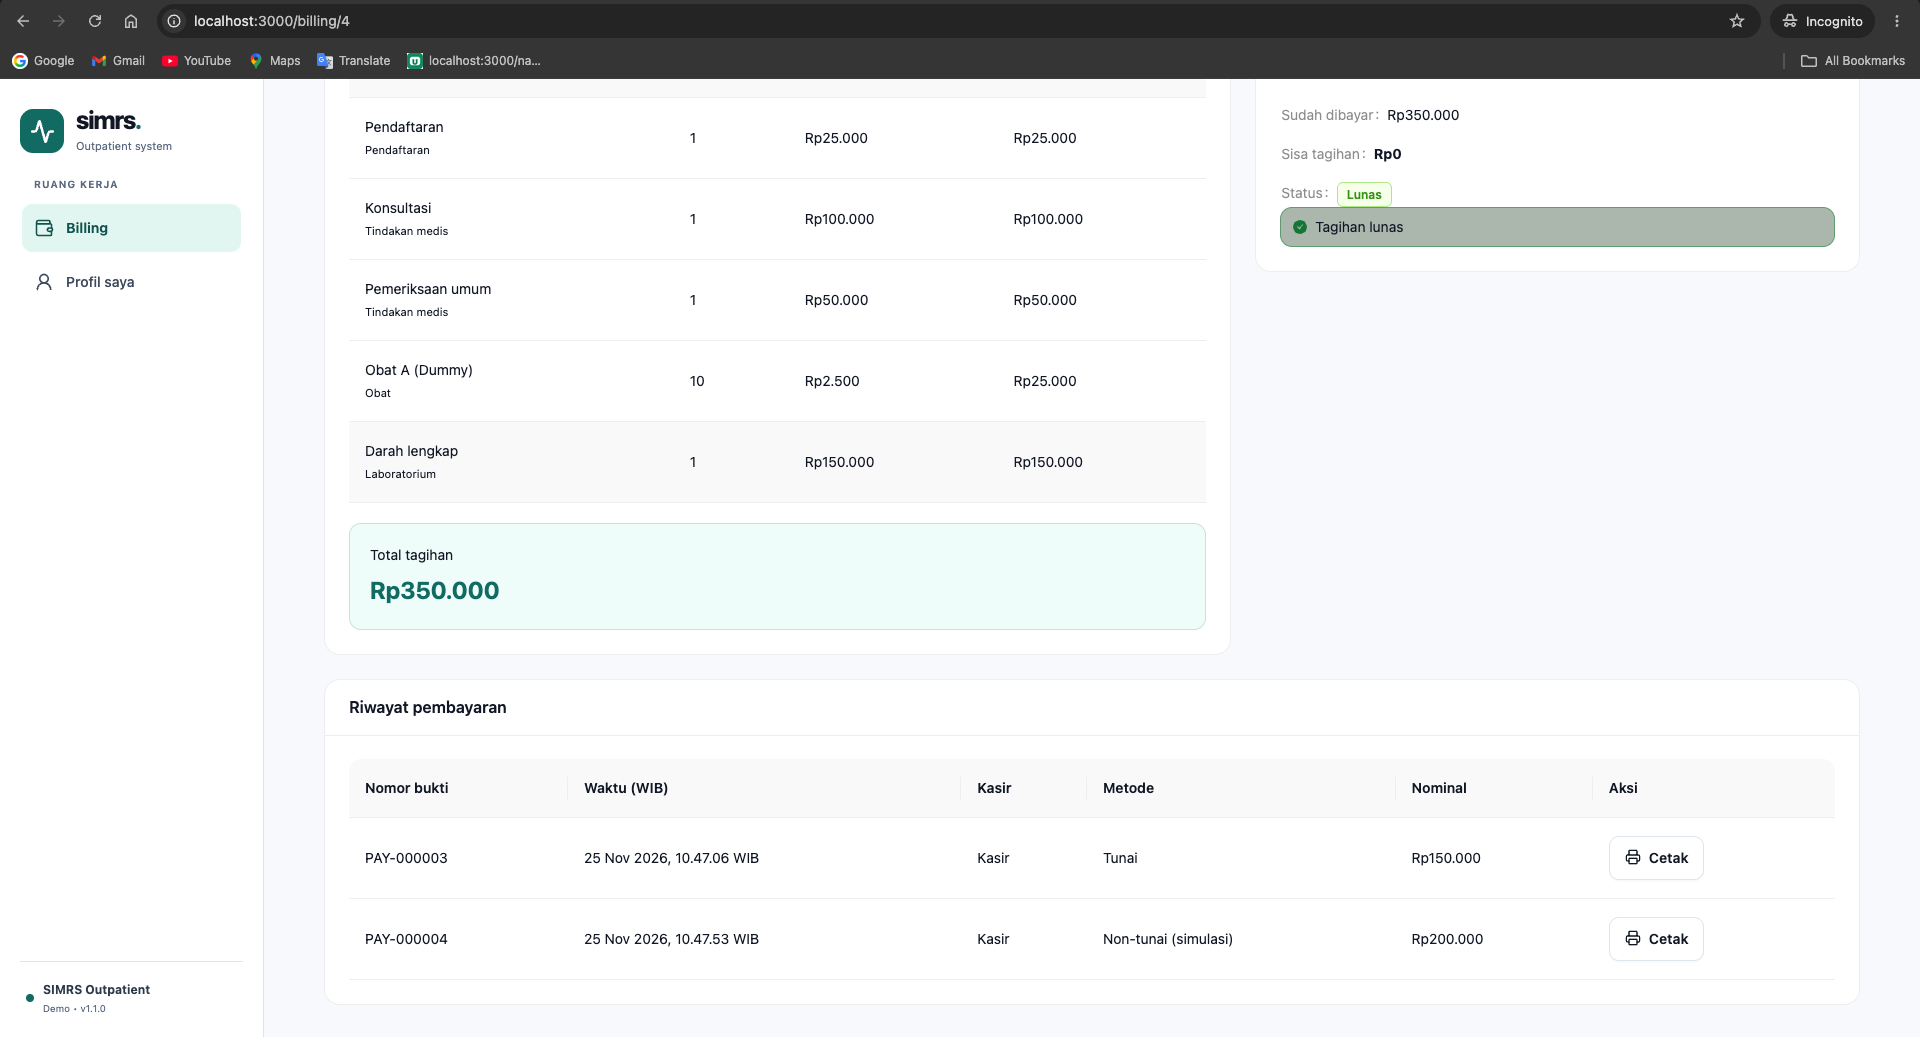 localhost:3000/billing/4
Incognito
Google Gmail YouTube Maps Translate localhost:3000/na... All Bookmarks
simrs.
Outpatient system
RUANG KERJA
Billing
Profil saya
SIMRS Outpatient
Demo • v1.1.0
Pendaftaran
Pendaftaran
1 Rp25.000 Rp25.000
Konsultasi
Tindakan medis
1 Rp100.000 Rp100.000
Pemeriksaan umum
Tindakan medis
1 Rp50.000 Rp50.000
Obat A (Dummy)
Obat
10 Rp2.500 Rp25.000
Darah lengkap
Laboratorium
1 Rp150.000 Rp150.000
Total tagihan
Rp350.000
Sudah dibayar: Rp350.000
Sisa tagihan: Rp0
Status: Lunas
Tagihan lunas
Riwayat pembayaran
Nomor bukti Waktu (WIB) Kasir Metode Nominal Aksi
PAY-000003 25 Nov 2026, 10.47.06 WIB Kasir Tunai Rp150.000 Cetak
PAY-000004 25 Nov 2026, 10.47.53 WIB Kasir Non-tunai (simulasi) Rp200.000 Cetak